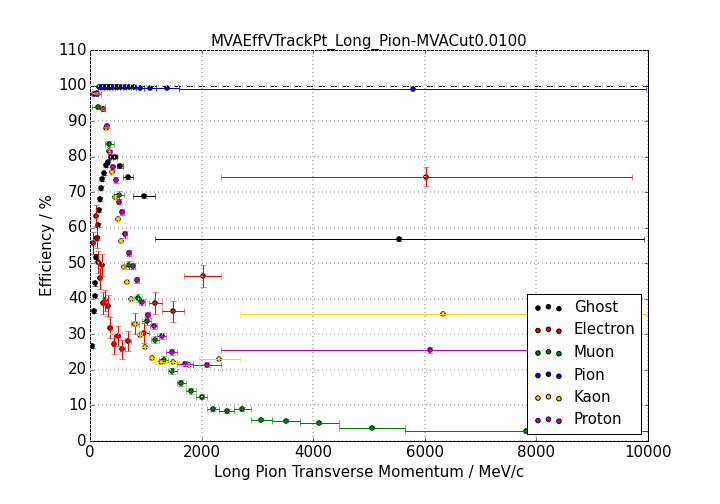 MVAEffVTrackPt_Long_Pion-MVACut0.0100
110
100
90
80
70
60
50
40
30
20
10
0
Efficiency / %
Ghost
Electron
Muon
Pion
Kaon
Proton
0 2000 4000 6000 8000 10000
Long Pion Transverse Momentum / MeV/c